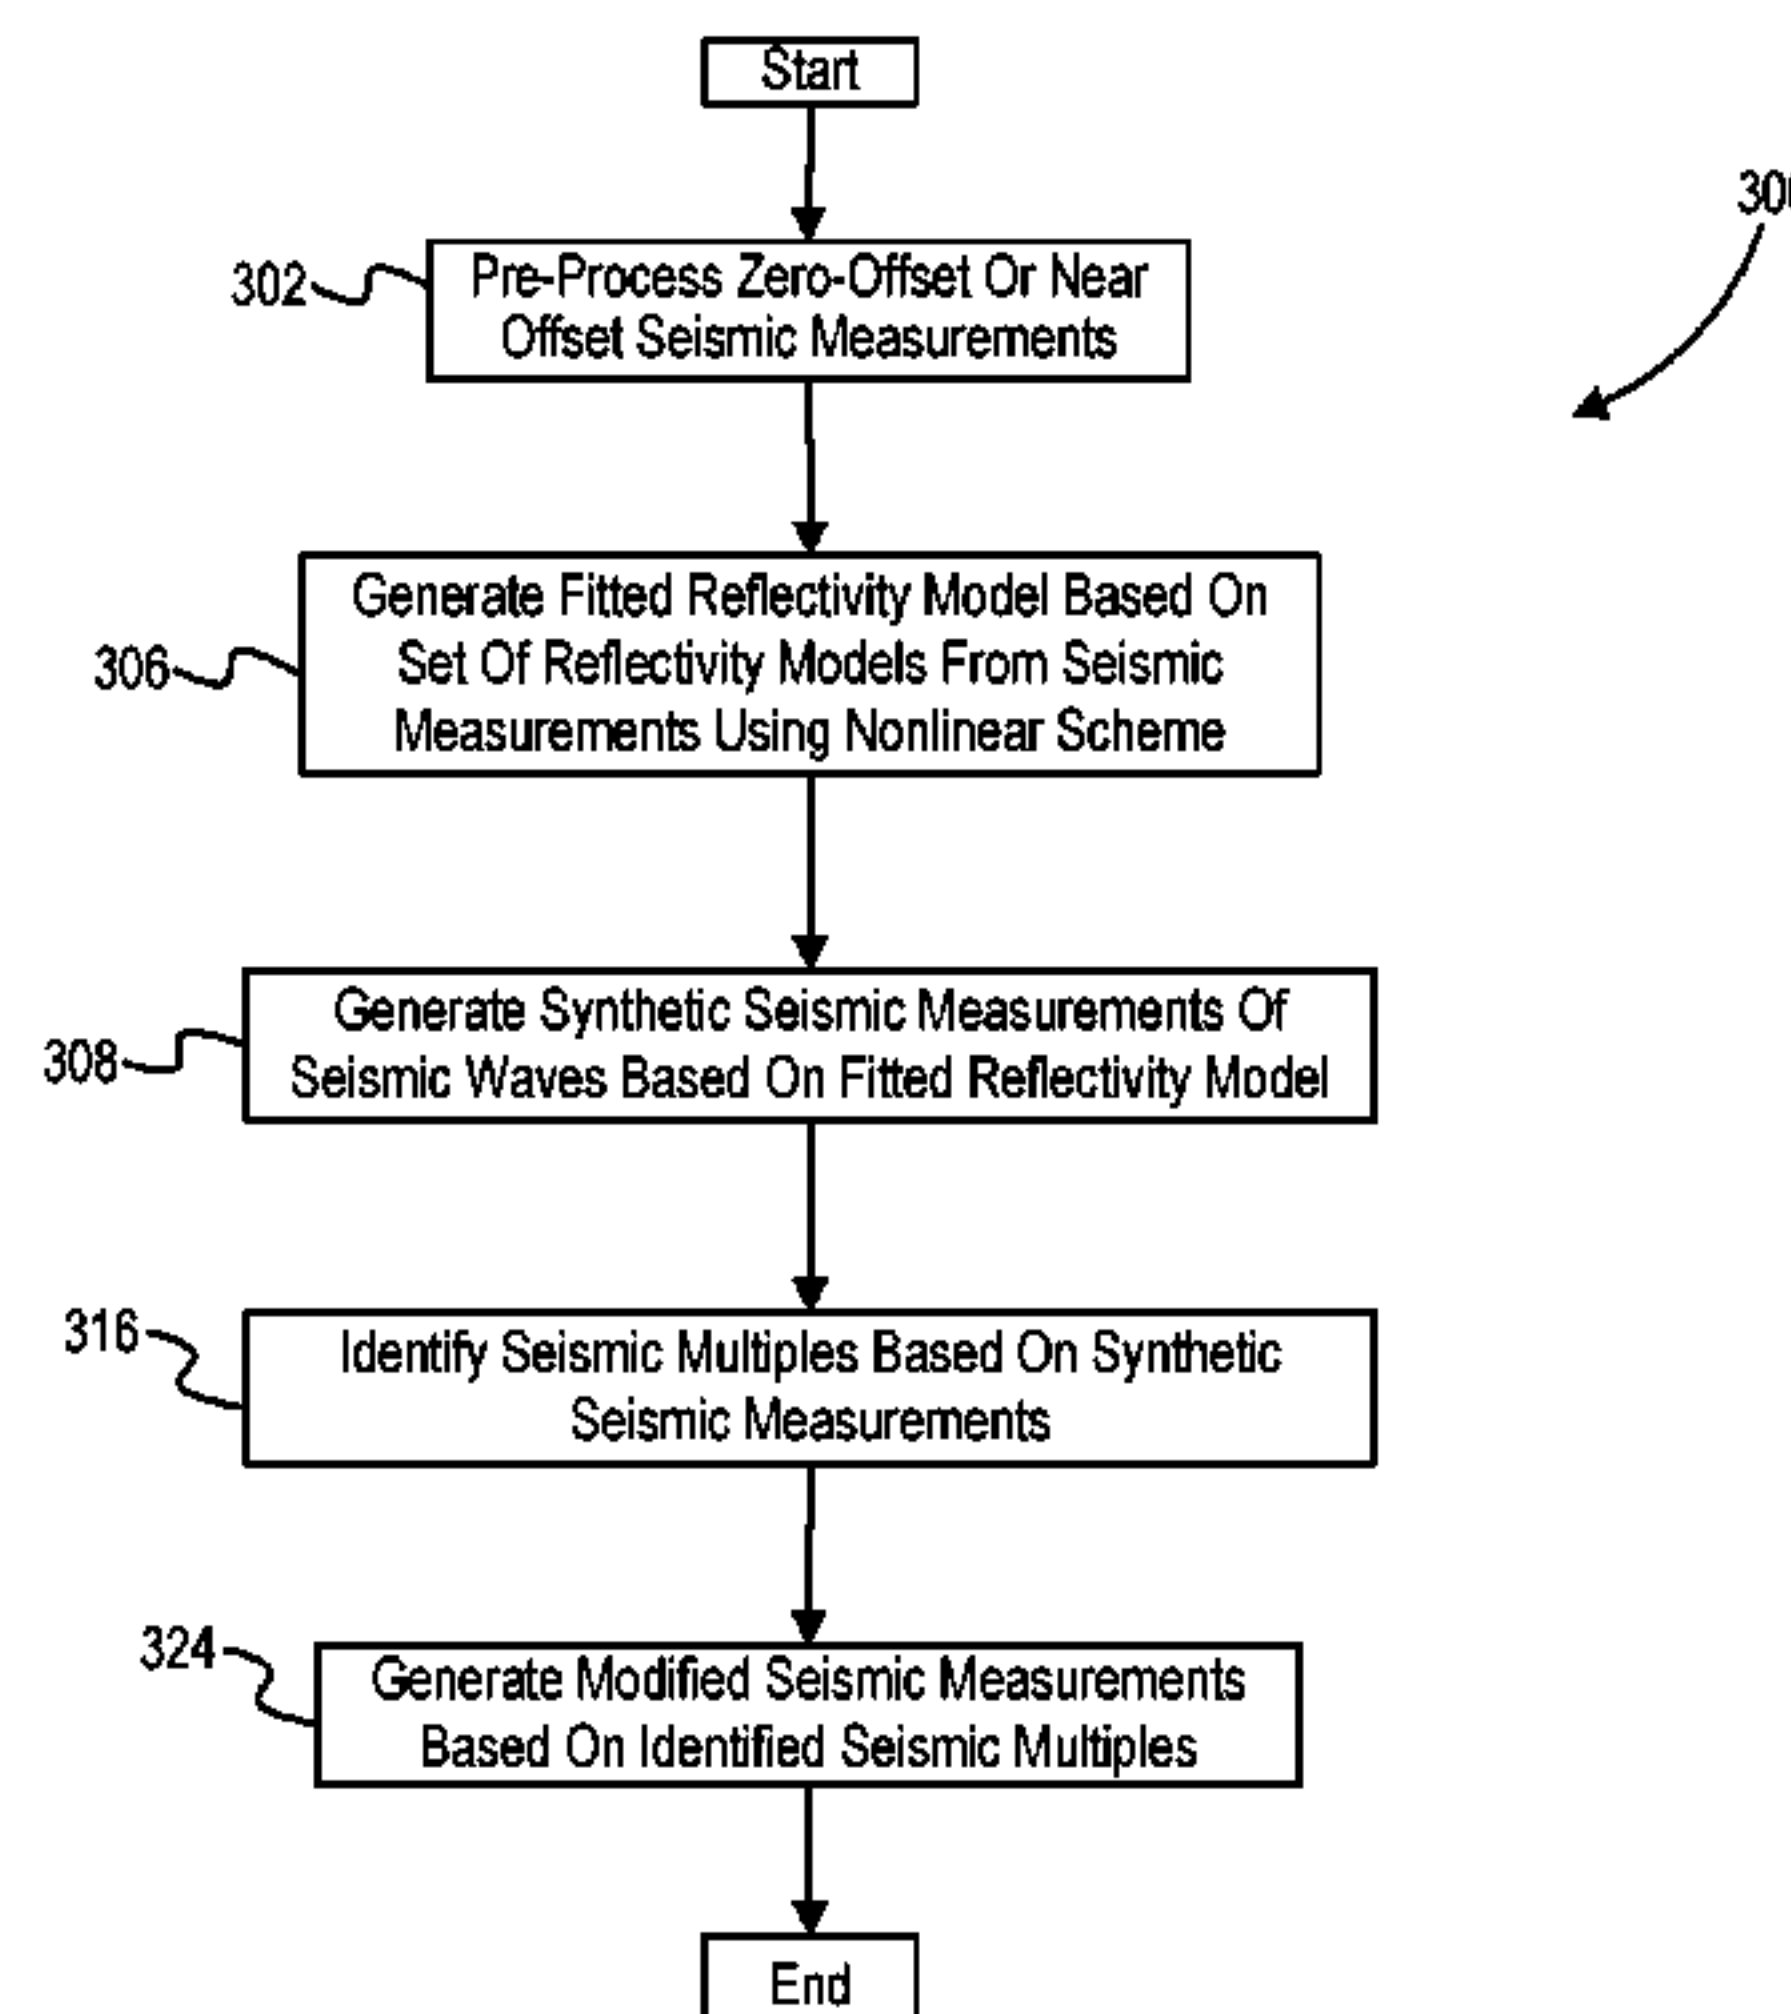 Start
300
302
Pre-Process Zero-Offset Or Near
Offset Seismic Measurements
306
Generate Fitted Reflectivity Model Based On
Set Of Reflectivity Models From Seismic
Measurements Using Nonlinear Scheme
308
Generate Synthetic Seismic Measurements Of
Seismic Waves Based On Fitted Reflectivity Model
316
Identify Seismic Multiples Based On Synthetic
Seismic Measurements
324
Generate Modified Seismic Measurements
Based On Identified Seismic Multiples
End